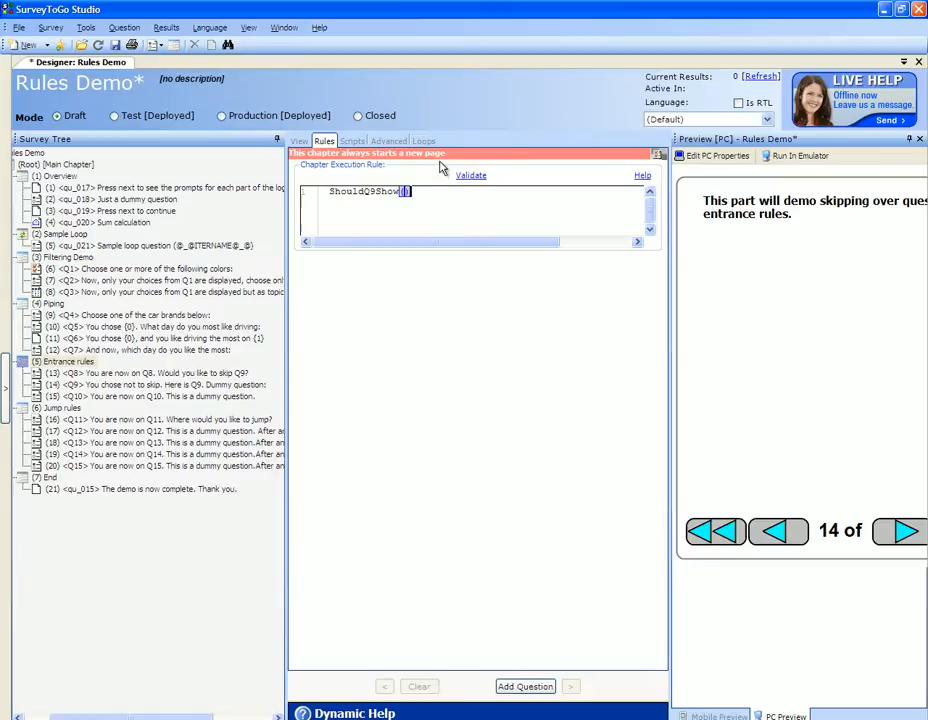 SurveyToGo Studio
File Survey Tools Question Results Language View Window Help
New
* Designer: Rules Demo
Rules Demo* [no description]
Current Results: 0 [Refresh]
Active In:
Language: Is RTL
(Default)
LIVE HELP
Offline now
Leave us a message.
Send >
Mode Draft Test [Deployed] Production [Deployed] Closed
Survey Tree
les Demo
(Root) [Main Chapter]
(1) Overview
(1) <qu_017> Press next to see the prompts for each part of the log
(2) <qu_018> Just a dummy question
(3) <qu_019> Press next to continue
(4) <qu_020> Sum calculation
(2) Sample Loop
(5) <qu_021> Sample loop question (@_@ITERNAME@_@)
(3) Filtering Demo
(6) <Q1> Choose one or more of the following colors:
(7) <Q2> Now, only your choices from Q1 are displayed, choose onl
(8) <Q3> Now, only your choices from Q1 are displayed but as topic
(4) Piping
(9) <Q4> Choose one of the car brands below:
(10) <Q5> You chose {0}. What day do you most like driving:
(11) <Q6> You chose {0}, and you like driving the most on {1}
(12) <Q7> And now, which day do you like the most:
(5) Entrance rules
(13) <Q8> You are now on Q8. Would you like to skip Q9?
(14) <Q9> You chose not to skip. Here is Q9. Dummy question:
(15) <Q10> You are now on Q10. This is a dummy question.
(6) Jump rules
(16) <Q11> You are now on Q11. Where would you like to jump?
(17) <Q12> You are now on Q12. This is a dummy question. After an
(18) <Q13> You are now on Q13. This is a dummy question.After an
(19) <Q14> You are now on Q14. This is a dummy question.After an
(20) <Q15> You are now on Q15. This is a dummy question.After an
(7) End
(21) <qu_015> The demo is now complete. Thank you.
View Rules Scripts Advanced Loops
This chapter always starts a new page
Chapter Execution Rule:
Validate Help
1 ShouldQ9Show()
< Clear Add Question >
Dynamic Help
Preview [PC] - Rules Demo*
Edit PC Properties Run In Emulator
This part will demo skipping over ques
entrance rules.
14 of
Mobile Preview PC Preview